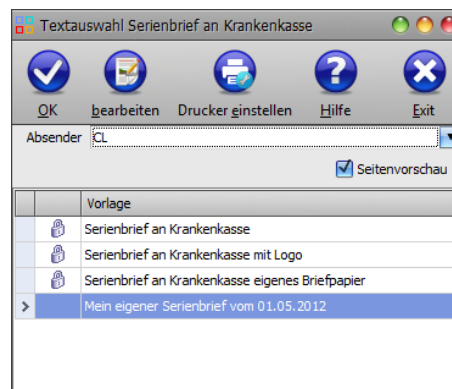 Textauswahl Serienbrief an Krankenkasse
OK bearbeiten Drucker einstellen Hilfe Exit
Absender CL
Seitenvorschau
Vorlage
Serienbrief an Krankenkasse
Serienbrief an Krankenkasse mit Logo
Serienbrief an Krankenkasse eigenes Briefpapier
Mein eigener Serienbrief vom 01.05.2012